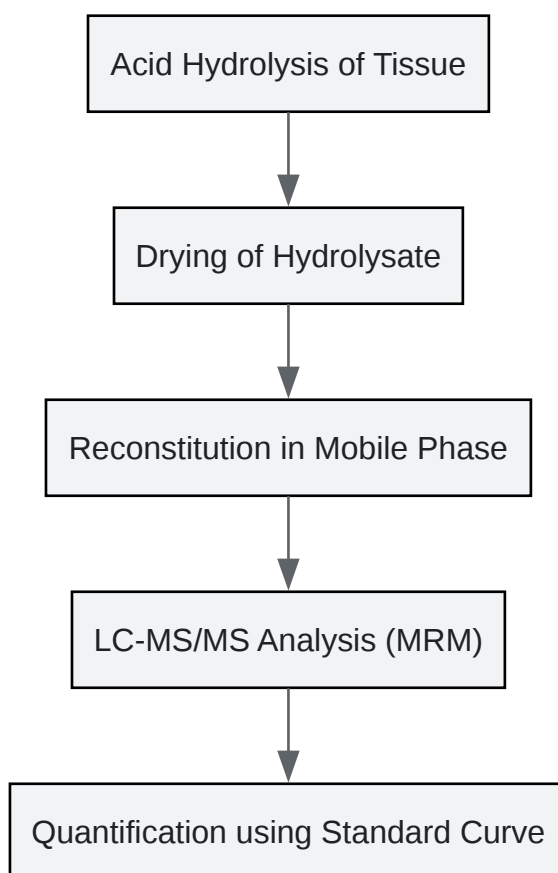 Acid Hydrolysis of Tissue
Drying of Hydrolysate
Reconstitution in Mobile Phase
LC-MS/MS Analysis (MRM)
Quantification using Standard Curve